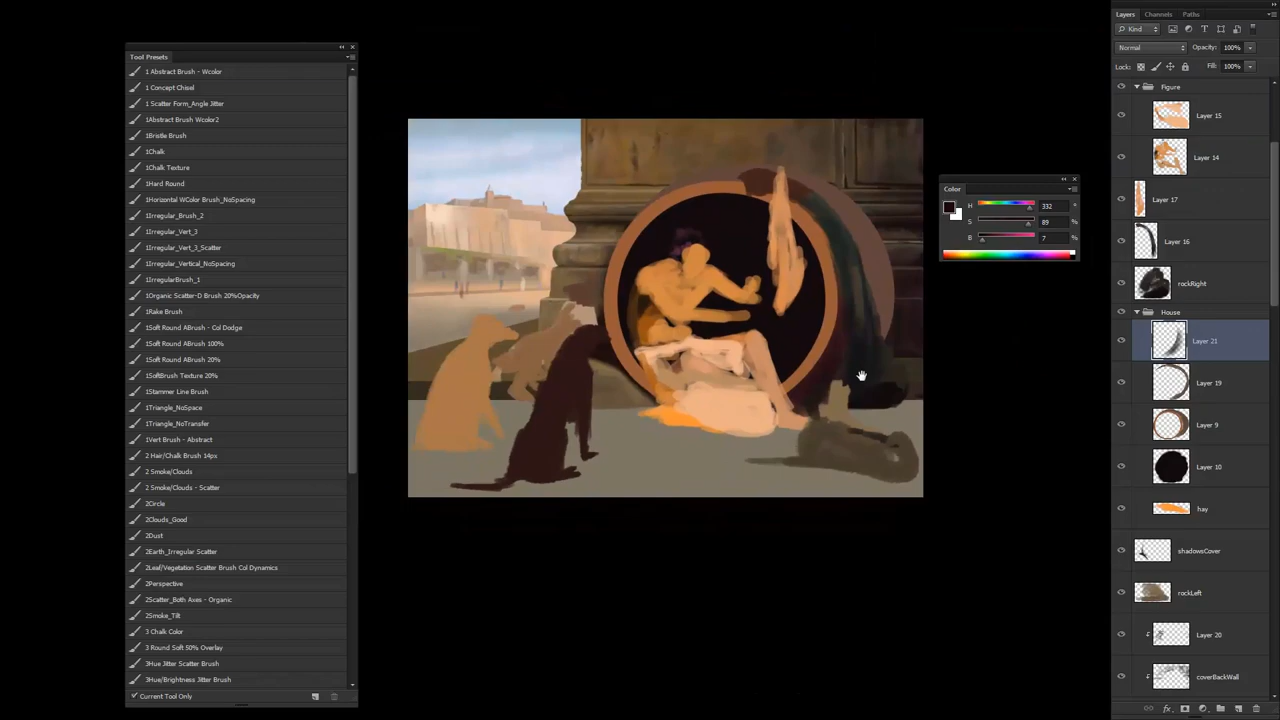 Tool Presets
1 Abstract Brush - Wcolor
1 Concept Chisel
1 Scatter Form_Angle Jitter
1Abstract Brush Wcolor2
1Bristle Brush
1Chalk
1Chalk Texture
1Hard Round
1Horizontal WColor Brush_NoSpacing
1Irregular_Brush_2
1Irregular_Vert_3
1Irregular_Vert_3_Scatter
1Irregular_Vertical_NoSpacing
1IrregularBrush_1
1Organic Scatter-D Brush 20%Opacity
1Rake Brush
1Soft Round ABrush - Col Dodge
1Soft Round ABrush 100%
1Soft Round ABrush 20%
1SoftBrush Texture 20%
1Stammer Line Brush
1Triangle_NoSpace
1Triangle_NoTransfer
1Vert Brush - Abstract
2 Hair/Chalk Brush 14px
2 Smoke/Clouds
2 Smoke/Clouds - Scatter
2Circle
2Clouds_Good
2Dust
2Earth_Irregular Scatter
2Leaf/Vegetation Scatter Brush Col Dynamics
2Perspective
2Scatter_Both Axes - Organic
2Smoke_Tilt
3 Chalk Color
3 Round Soft 50% Overlay
3Hue Jitter Scatter Brush
3Hue/Brightness Jitter Brush
Current Tool Only
Color
H 332 °
S 89 %
B 7 %
Layers Channels Paths
Kind
Normal Opacity: 100%
Lock: Fill: 100%
Figure
Layer 15
Layer 14
Layer 17
Layer 16
rockRight
House
Layer 21
Layer 19
Layer 9
Layer 10
hay
shadowsCover
rockLeft
Layer 20
coverBackWall
fx